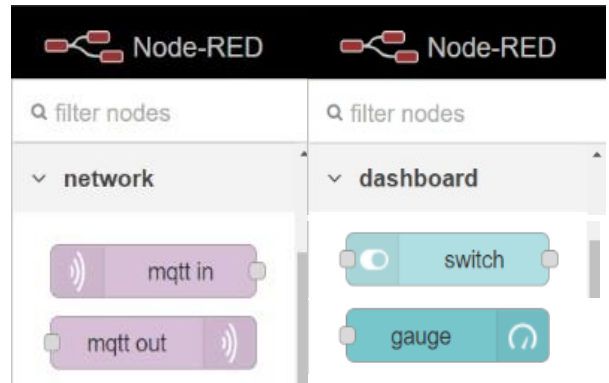 Node-RED
filter nodes
network
mqtt in
mqtt out
Node-RED
filter nodes
dashboard
switch
gauge